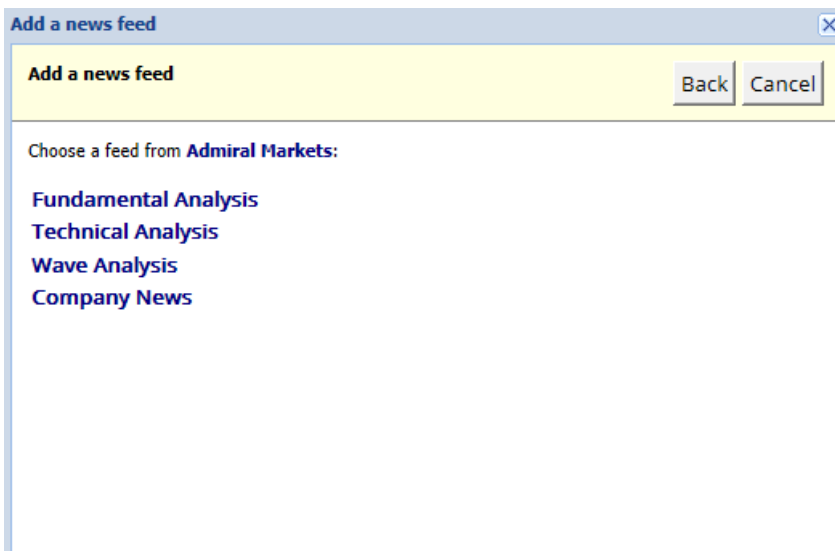 Add a news feed
Add a news feed
Back Cancel
Choose a feed from Admiral Markets:
Fundamental Analysis
Technical Analysis
Wave Analysis
Company News